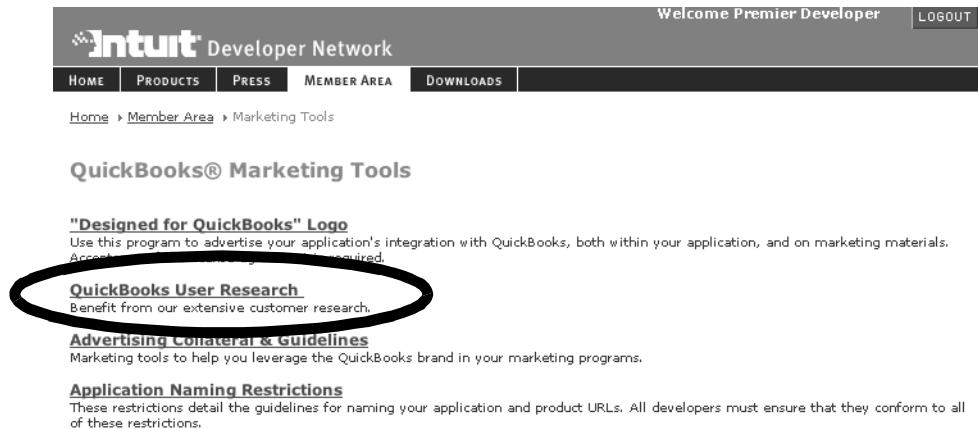 Welcome Premier Developer LOGOUT
Intuit Developer Network
HOME PRODUCTS PRESS MEMBER AREA DOWNLOADS
Home Member Area Marketing Tools
QuickBooks® Marketing Tools
"Designed for QuickBooks" Logo
Use this program to advertise your application's integration with QuickBooks, both within your application, and on marketing materials.
required.
QuickBooks User Research
Benefit from our extensive customer research.
Advertising Collateral & Guidelines
Marketing tools to help you leverage the QuickBooks brand in your marketing programs.
Application Naming Restrictions
These restrictions detail the guidelines for naming your application and product URLs. All developers must ensure that they conform to all
of these restrictions.